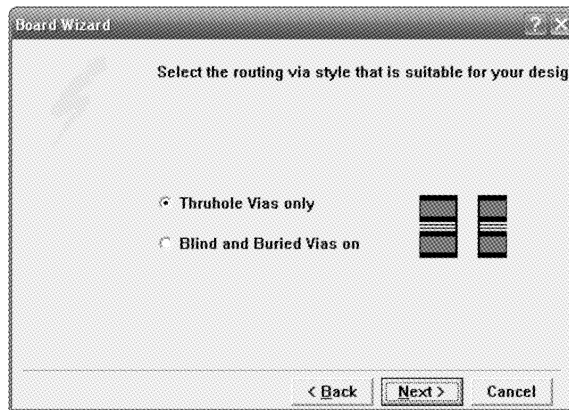 Board Wizard
Select the routing via style that is suitable for your desig
Thruhole Vias only
Blind and Buried Vias on
< Back
Next >
Cancel